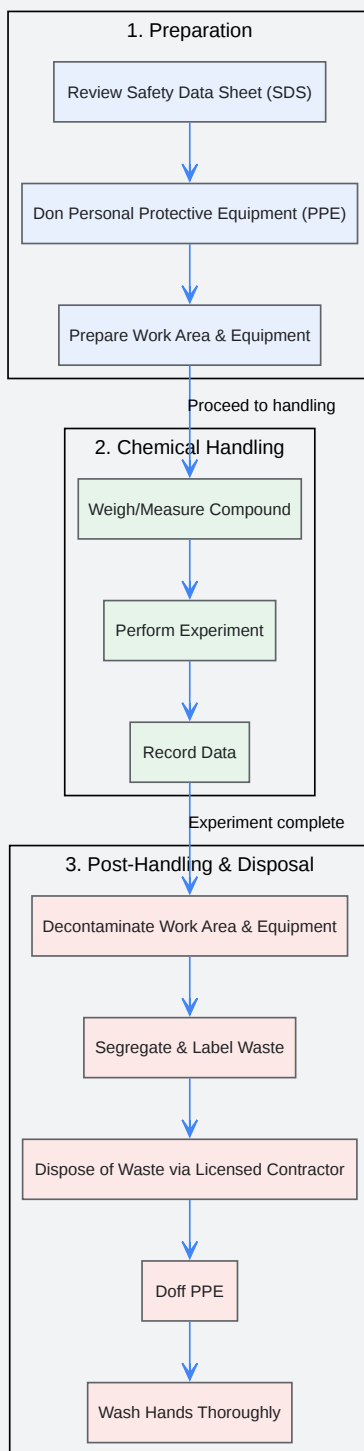 1. Preparation
Review Safety Data Sheet (SDS)
Don Personal Protective Equipment (PPE)
Prepare Work Area & Equipment
Proceed to handling
2. Chemical Handling
Weigh/Measure Compound
Perform Experiment
Record Data
Experiment complete
3. Post-Handling & Disposal
Decontaminate Work Area & Equipment
Segregate & Label Waste
Dispose of Waste via Licensed Contractor
Doff PPE
Wash Hands Thoroughly